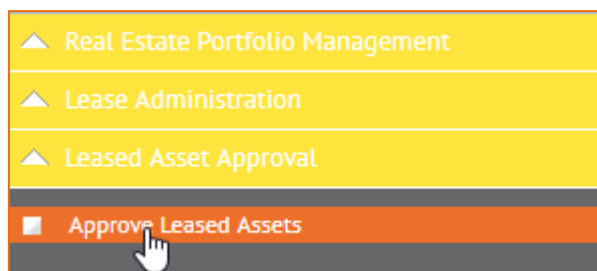 Real Estate Portfolio Management
Lease Administration
Leased Asset Approval
Approve Leased Assets